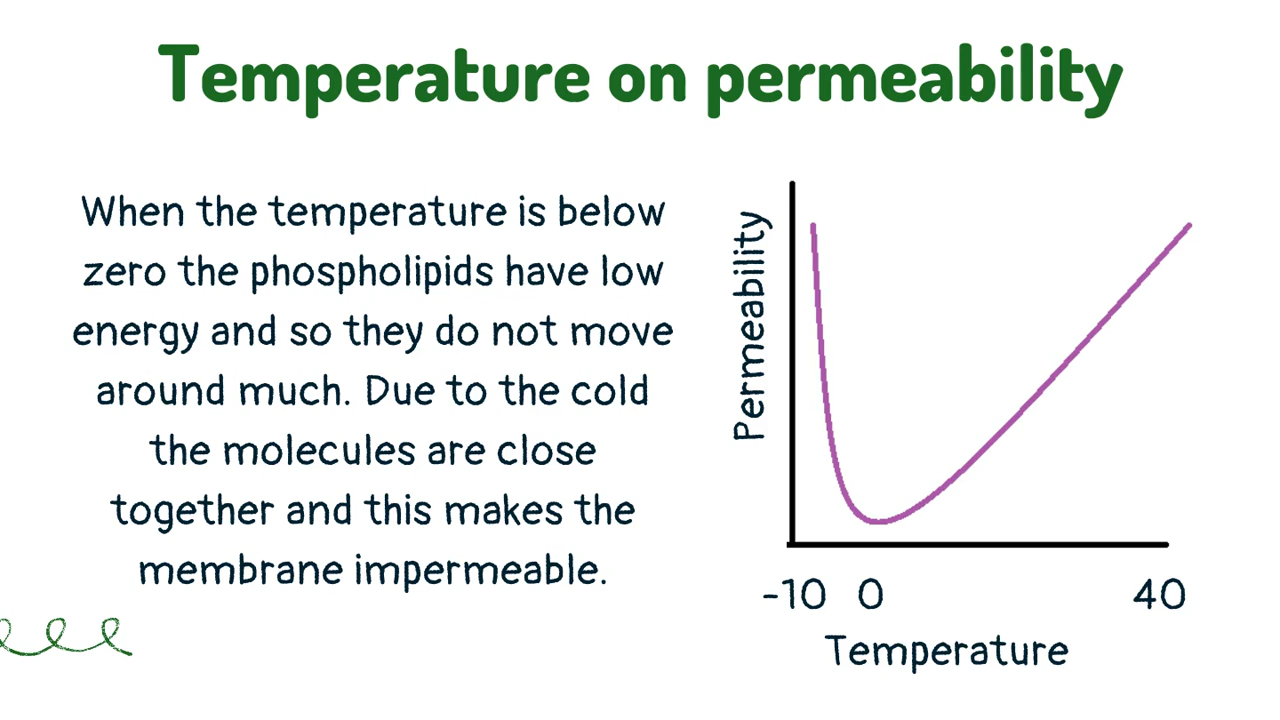 Temperature on permeability
When the temperature is below
zero the phospholipids have low
energy and so they do not move
around much. Due to the cold
the molecules are close
together and this makes the
membrane impermeable.
Permeability
-10 0 40
Temperature